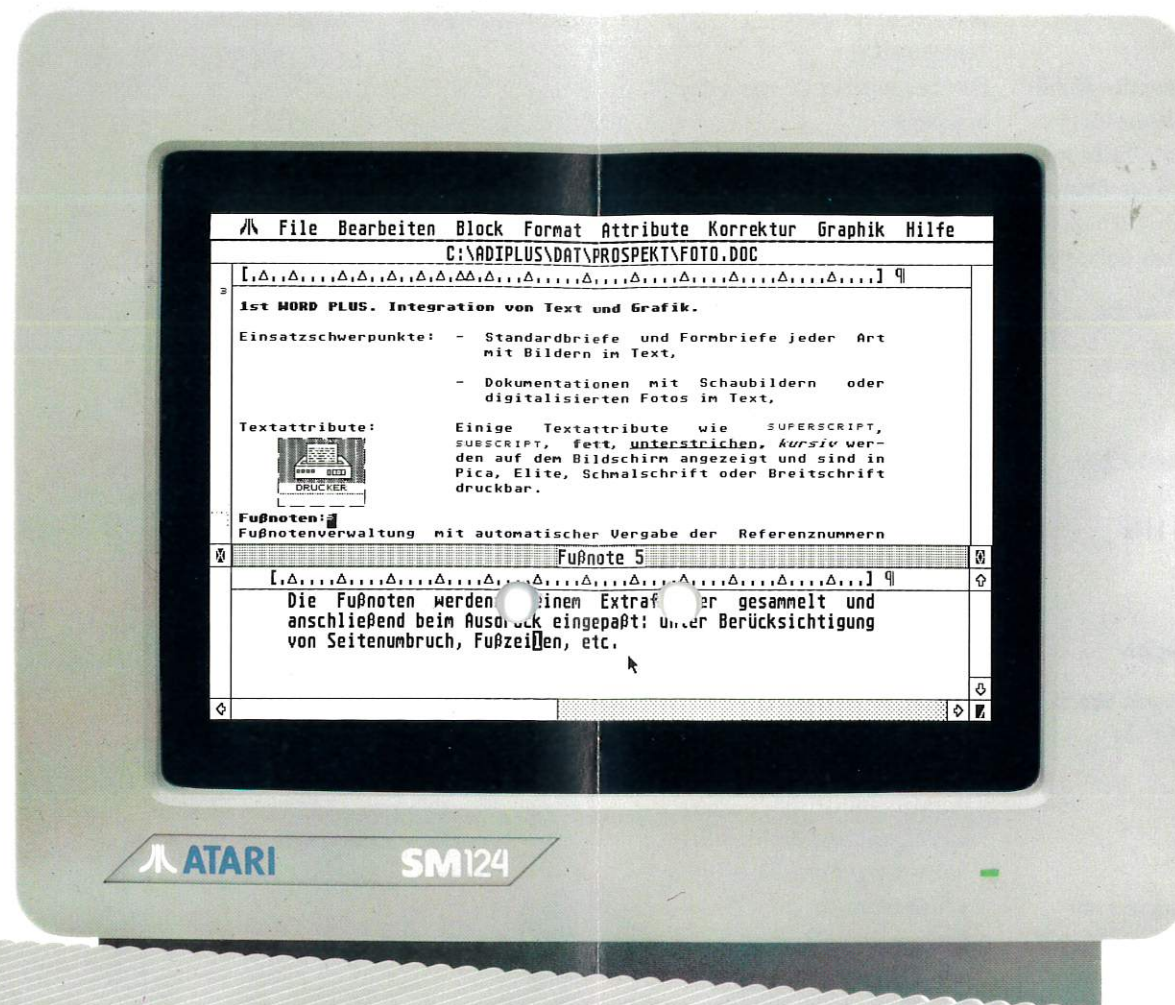 File Bearbeiten Block Format Attribute Korrektur Graphik Hilfe
C:\ADIPLUS\DAT\PROSPEKT\FOTO.DOC
1st WORD PLUS. Integration von Text und Grafik.
Einsatzschwerpunkte: - Standardbriefe und Formbriefe jeder Art
mit Bildern im Text,
- Dokumentationen mit Schaubildern oder
digitalisierten Fotos im Text,
Textattribute: Einige Textattribute wie SUPERSCRIPT,
SUBSCRIPT, fett, unterstrichen, kursiv wer-
den auf dem Bildschirm angezeigt und sind in
Pica, Elite, Schmalschrift oder Breitschrift
druckbar.
DRUCKER
Fußnoten:
Fußnotenverwaltung mit automatischer Vergabe der Referenznummern
Fußnote 5
Die Fußnoten werden einem gesammelt und
anschließend beim Ausdruck eingepaßt: unter Berücksichtigung
von Seitenumbruch, Fußzeilen, etc.
ATARI SM124